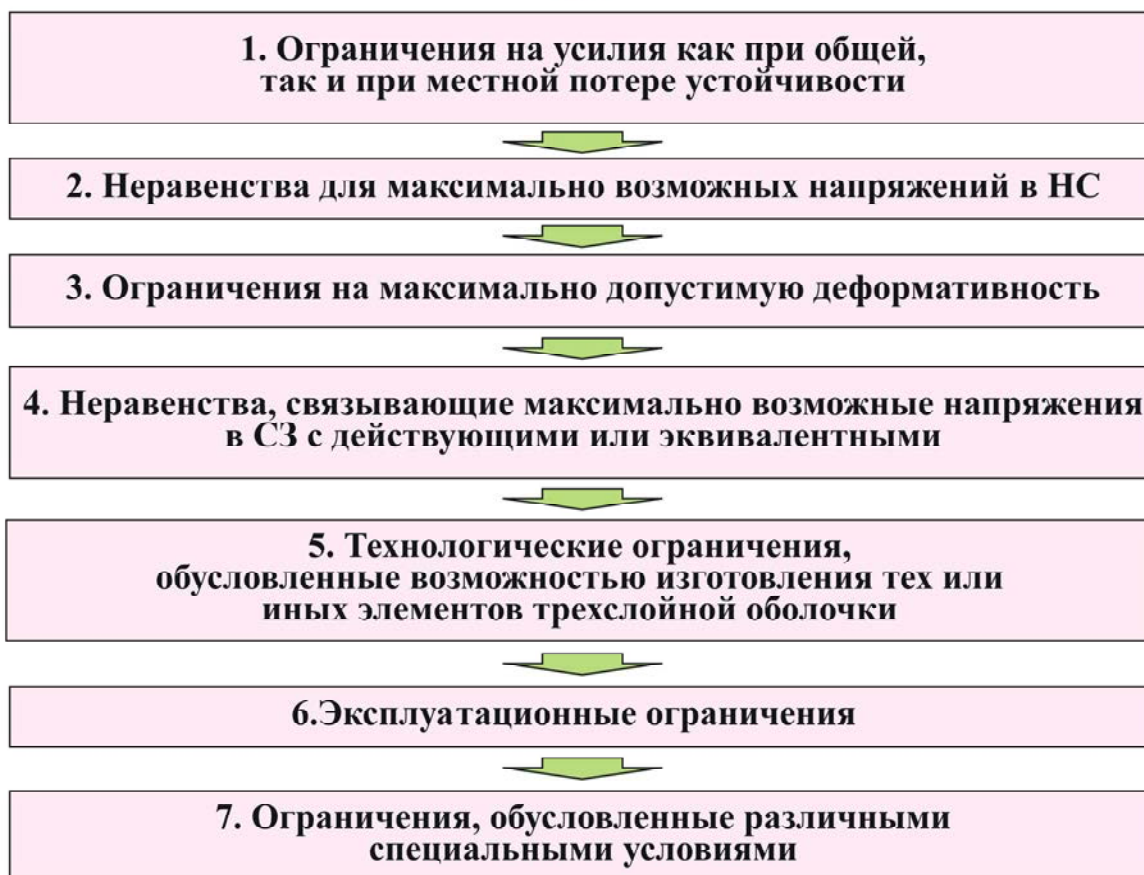 1. Ограничения на усилия как при общей,
так и при местной потере устойчивости
2. Неравенства для максимально возможных напряжений в НС
3. Ограничения на максимально допустимую деформативность
4. Неравенства, связывающие максимально возможные напряжения
в СЗ с действующими или эквивалентными
5. Технологические ограничения,
обусловленные возможностью изготовления тех или
иных элементов трехслойной оболочки
6.Эксплуатационные ограничения
7. Ограничения, обусловленные различными
специальными условиями